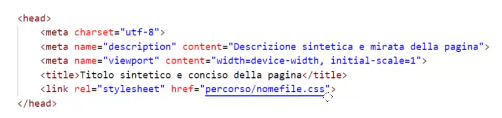 <head>
<meta charset="utf-8">
<meta name="description" content="Descrizione sintetica e mirata della pagina">
<meta name="viewport" content="width=device-width, initial-scale=1">
<title>Titolo sintetico e conciso della pagina</title>
<link rel="stylesheet" href="percorso/nomefile.css">
</head>